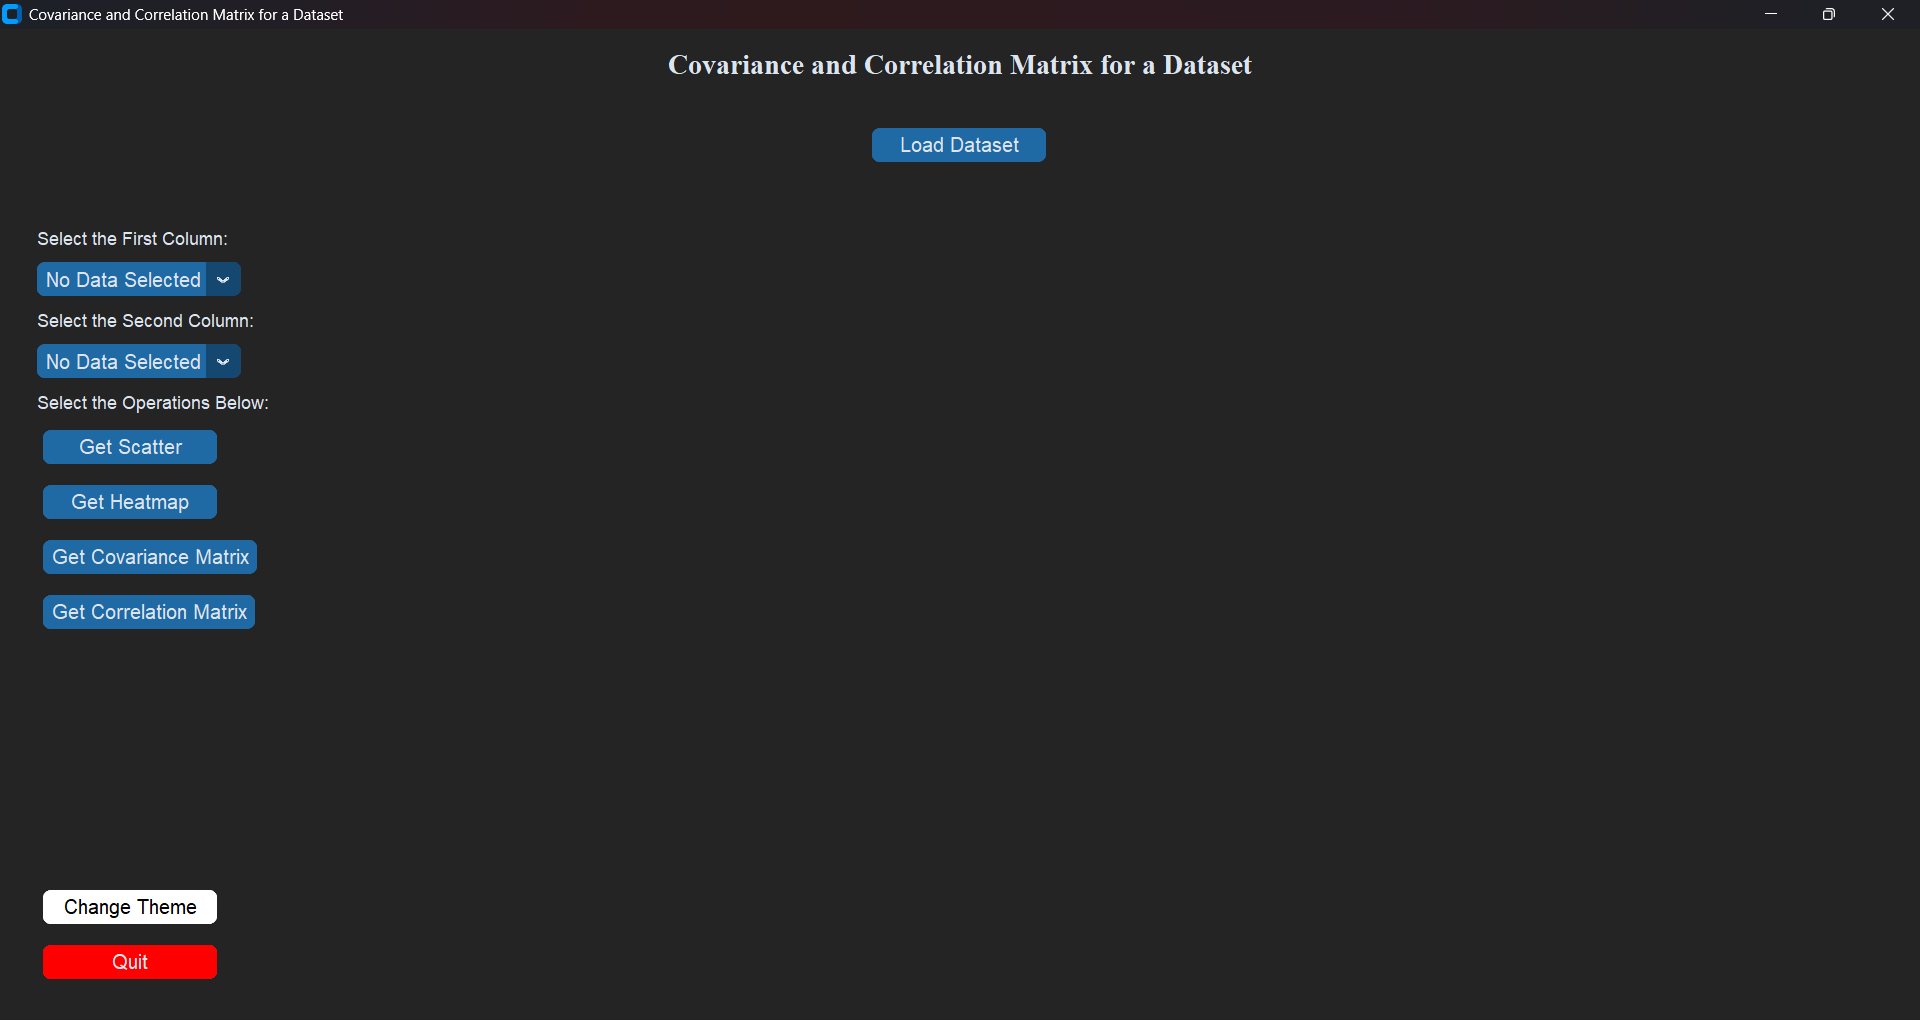 Covariance and Correlation Matrix for a Dataset
Covariance and Correlation Matrix for a Dataset
Load Dataset
Select the First Column:
No Data Selected
Select the Second Column:
No Data Selected
Select the Operations Below:
Get Scatter
Get Heatmap
Get Covariance Matrix
Get Correlation Matrix
Change Theme
Quit